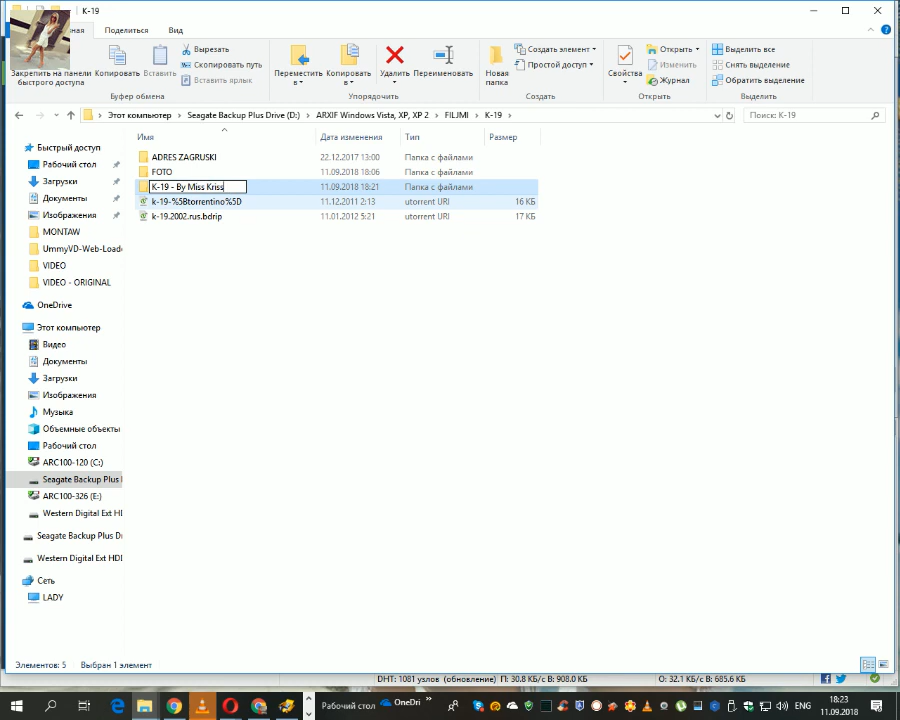 K-19
ная
Поделиться
Вид
Закрепить на панели
быстрого доступа
Копировать
Вставить
Вырезать
Скопировать путь
Вставить ярлык
Буфер обмена
Переместить
в
Копировать
в
Удалить
Переименовать
Упорядочить
Новая
папка
Создать элемент
Простой доступ
Создать
Свойства
Открыть
Изменить
Журнал
Открыть
Выделить все
Снять выделение
Обратить выделение
Выделить
Этот компьютер
Seagate Backup Plus Drive (D:)
ARXIF Windows Vista, XP, XP 2
FILJMI
K-19
Поиск: K-19
Имя
Дата изменения
Тип
Размер
ADRES ZAGRUSKI 22.12.2017 13:00 Папка с файлами
FOTO 11.09.2018 18:06 Папка с файлами
K-19 - By Miss Kriss 11.09.2018 18:21 Папка с файлами
k-19-%5Btorrentino%5D 11.12.2011 2:13 utorrent URI 16 КБ
k-19.2002.rus.bdrip 11.01.2012 5:21 utorrent URI 17 КБ
Быстрый доступ
Рабочий стол
Загрузки
Документы
Изображения
MONTAW
UmmyVD-Web-Loade
VIDEO
VIDEO - ORIGINAL
OneDrive
Этот компьютер
Видео
Документы
Загрузки
Изображения
Музыка
Объемные объекты
Рабочий стол
ARC100-120 (C:)
Seagate Backup Plus
ARC100-326 (E:)
Western Digital Ext HD
Seagate Backup Plus Dr
Western Digital Ext HDD
Сеть
LADY
Элементов: 5
Выбран 1 элемент
DHT: 1081 узлов (обновление) П: 30.8 КБ/с В: 908.0 КБ
О: 32.1 КБ/с В: 685.6 КБ
Рабочий стол
OneDri
ENG
18:23
11.09.2018